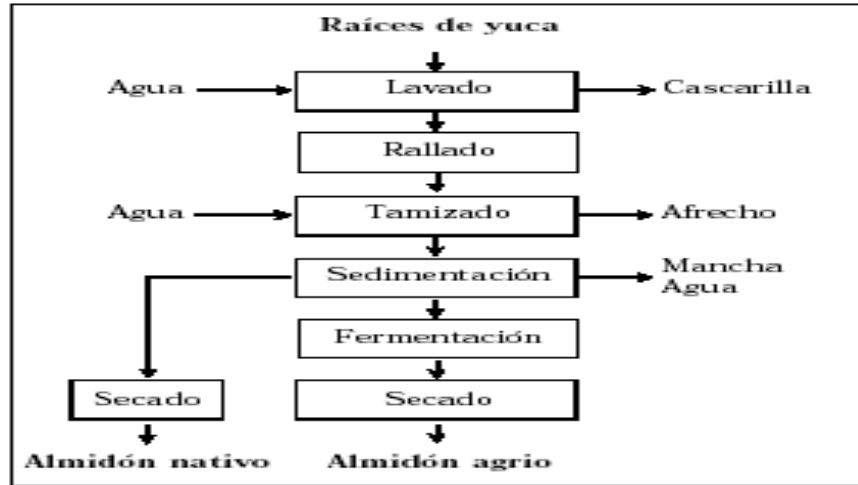 Raíces de yuca
Agua
Lavado
Cascarilla
Rallado
Agua
Tamizado
Afrecho
Sedimentación
Mancha
Agua
Fermentación
Secado
Secado
Almidón nativo
Almidón agrio